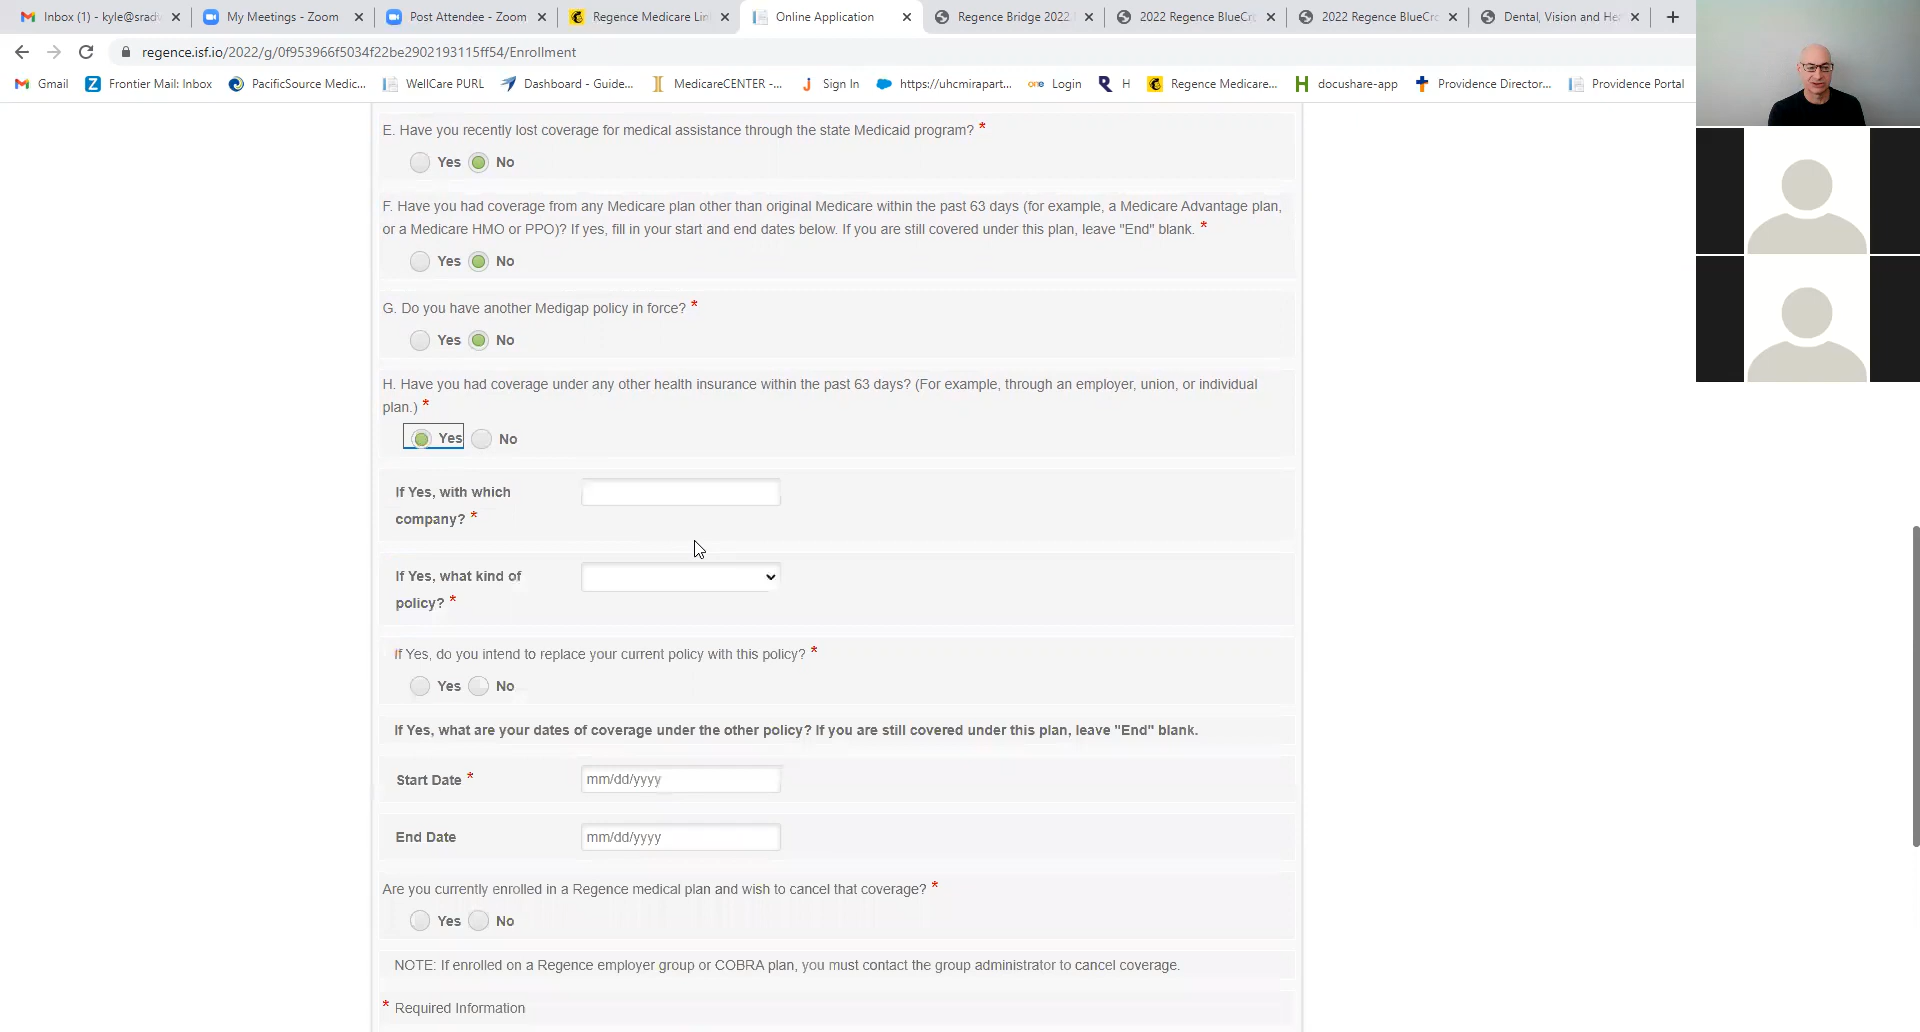 Inbox (1) - kyle@srad
My Meetings - Zoom
Post Attendee - Zoom
Regence Medicare Lin
Online Application
Regence Bridge 2022
2022 Regence BlueCr
2022 Regence BlueCr
Dental, Vision and He
regence.isf.io/2022/g/0f953966f5034f22be2902193115ff54/Enrollment
Gmail
Frontier Mail: Inbox
PacificSource Medic...
WellCare PURL
Dashboard - Guide...
MedicareCENTER -...
Sign In
https://uhcmirapart...
one Login
H
Regence Medicare...
docushare-app
Providence Director...
Providence Portal
E. Have you recently lost coverage for medical assistance through the state Medicaid program? *
Yes No
F. Have you had coverage from any Medicare plan other than original Medicare within the past 63 days (for example, a Medicare Advantage plan,
or a Medicare HMO or PPO)? If yes, fill in your start and end dates below. If you are still covered under this plan, leave "End" blank. *
Yes No
G. Do you have another Medigap policy in force? *
Yes No
H. Have you had coverage under any other health insurance within the past 63 days? (For example, through an employer, union, or individual
plan.) *
Yes No
If Yes, with which
company? *
If Yes, what kind of
policy? *
If Yes, do you intend to replace your current policy with this policy? *
Yes No
If Yes, what are your dates of coverage under the other policy? If you are still covered under this plan, leave "End" blank.
Start Date * mm/dd/yyyy
End Date mm/dd/yyyy
Are you currently enrolled in a Regence medical plan and wish to cancel that coverage? *
Yes No
NOTE: If enrolled on a Regence employer group or COBRA plan, you must contact the group administrator to cancel coverage.
* Required Information